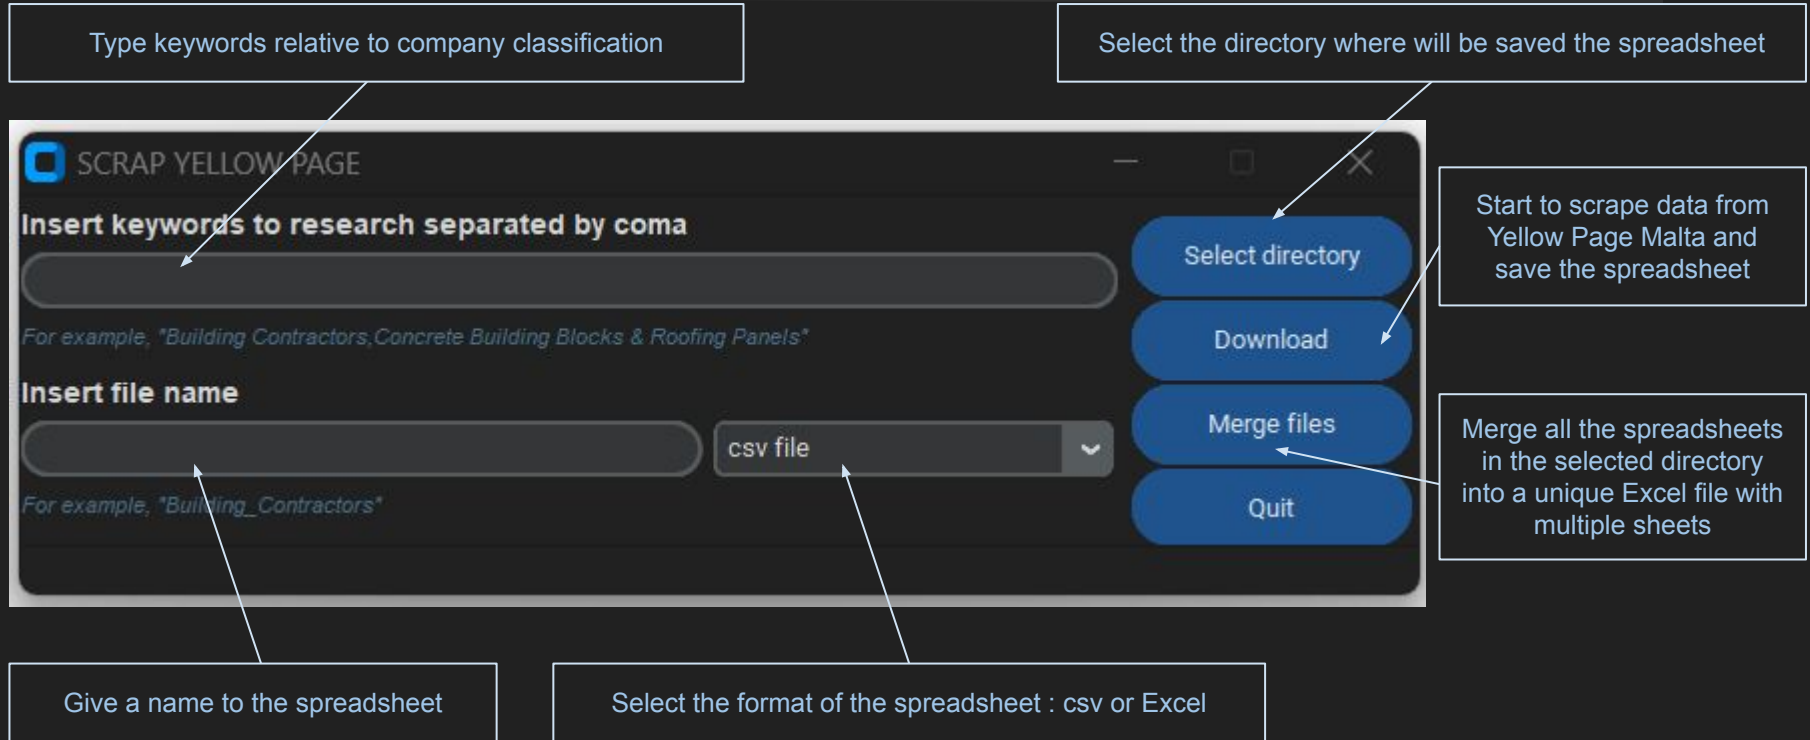 Type keywords relative to company classification
Select the directory where will be saved the spreadsheet
SCRAP YELLOW PAGE
Insert keywords to research separated by coma
For example, "Building Contractors,Concrete Building Blocks & Roofing Panels"
Insert file name
csv file
For example, "Building_Contractors"
Select directory
Download
Merge files
Quit
Start to scrape data from
Yellow Page Malta and
save the spreadsheet
Merge all the spreadsheets
in the selected directory
into a unique Excel file with
multiple sheets
Give a name to the spreadsheet
Select the format of the spreadsheet : csv or Excel